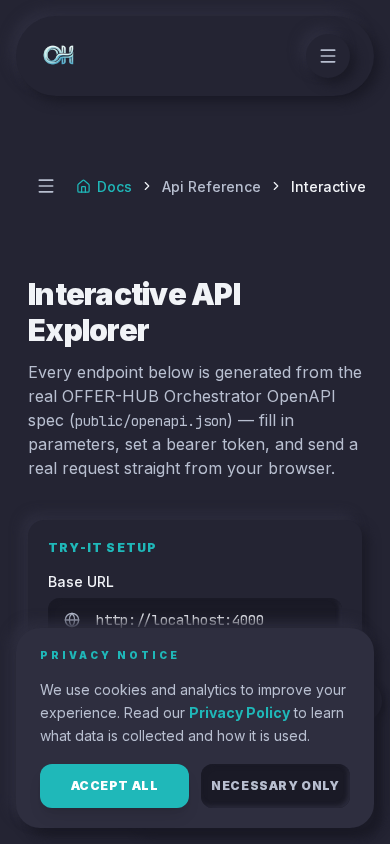 OH
Docs > Api Reference > Interactive
Interactive API
Explorer
Every endpoint below is generated from the
real OFFER-HUB Orchestrator OpenAPI
spec (public/openapi.json) — fill in
parameters, set a bearer token, and send a
real request straight from your browser.
TRY-IT SETUP
Base URL
http://localhost:4000
PRIVACY NOTICE
We use cookies and analytics to improve your
experience. Read our Privacy Policy to learn
what data is collected and how it is used.
ACCEPT ALL
NECESSARY ONLY